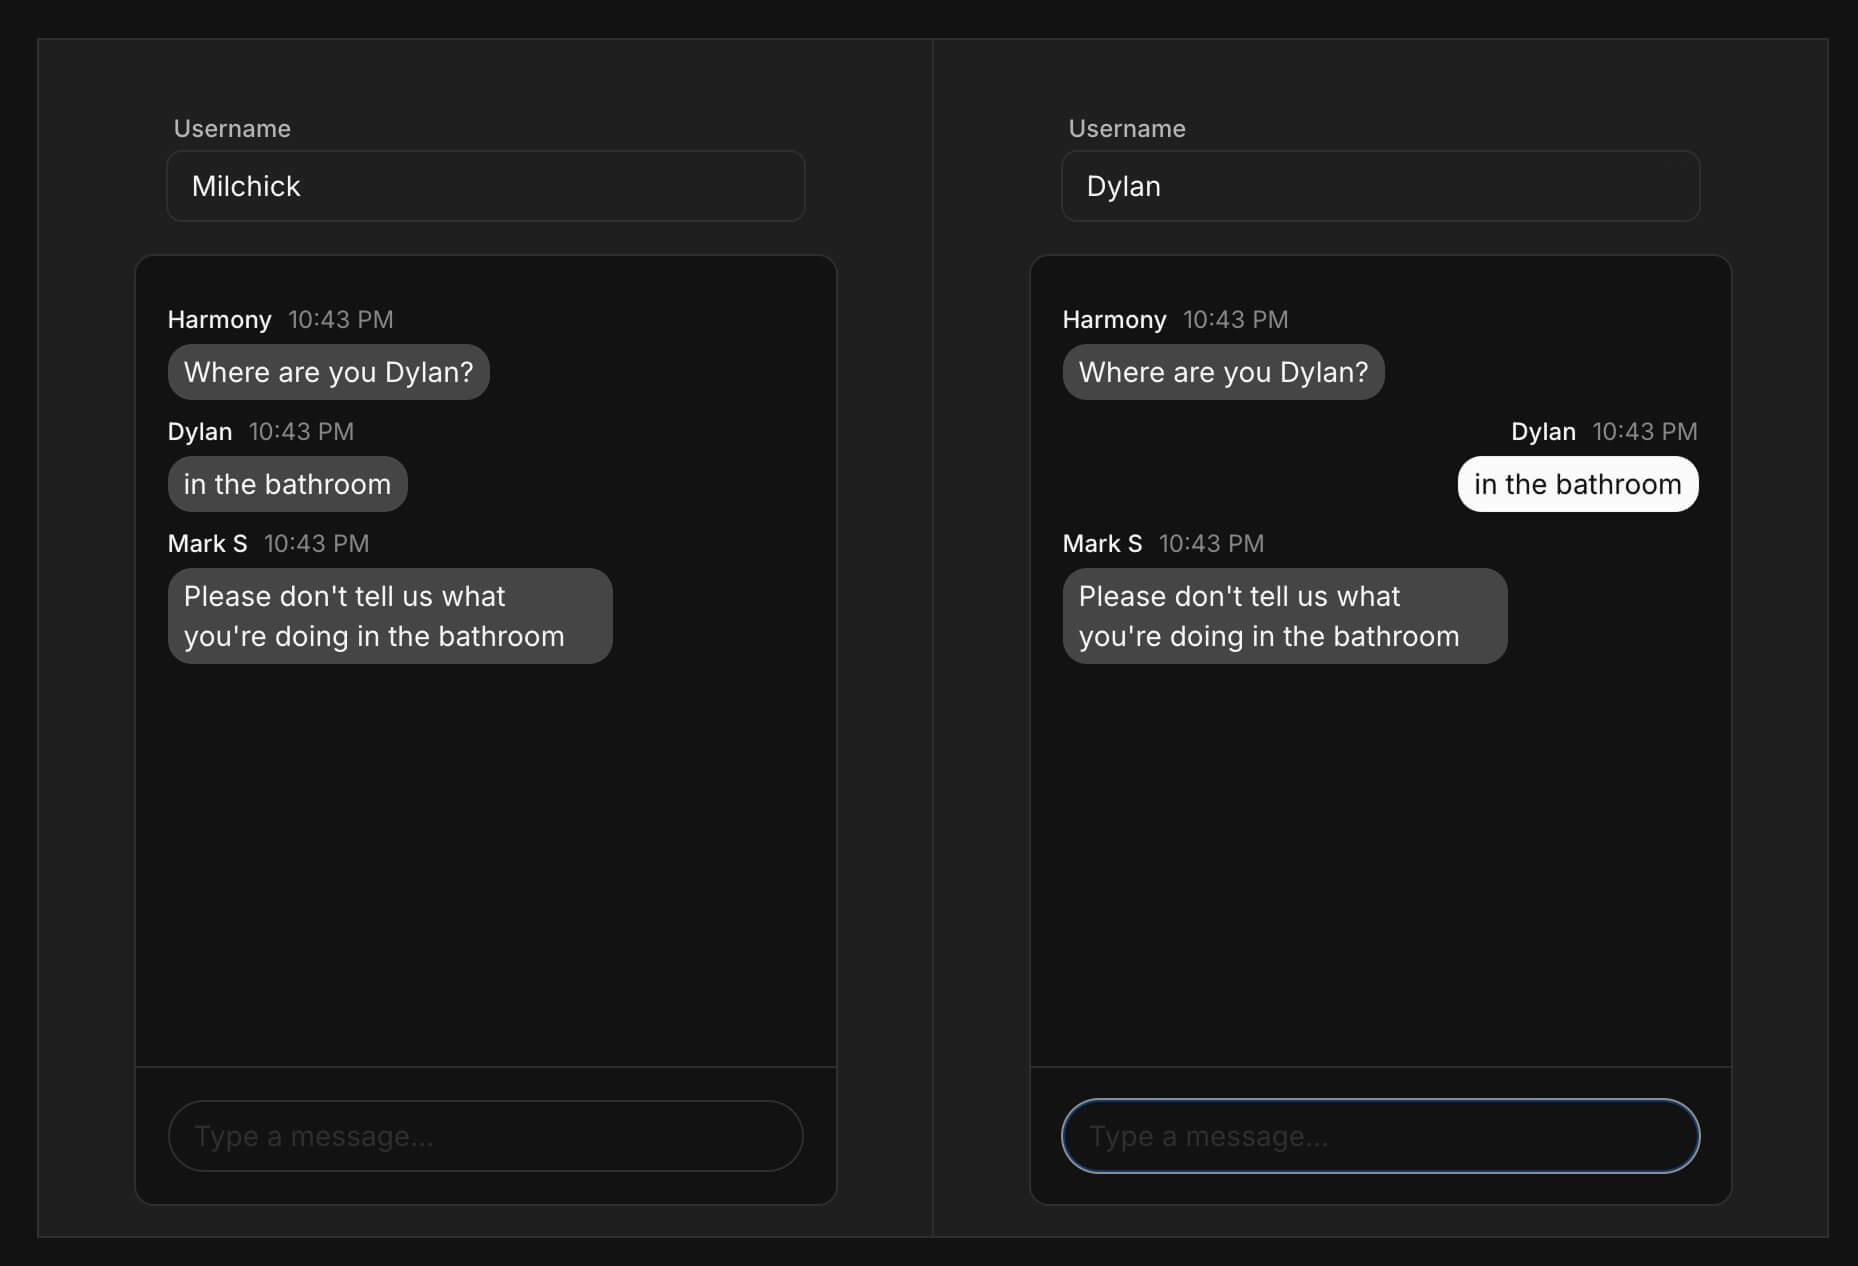 Username
Milchick
Harmony 10:43 PM
Where are you Dylan?
Dylan 10:43 PM
in the bathroom
Mark S 10:43 PM
Please don't tell us what
you're doing in the bathroom
Type a message...
Username
Dylan
Harmony 10:43 PM
Where are you Dylan?
Dylan 10:43 PM
in the bathroom
Mark S 10:43 PM
Please don't tell us what
you're doing in the bathroom
Type a message...